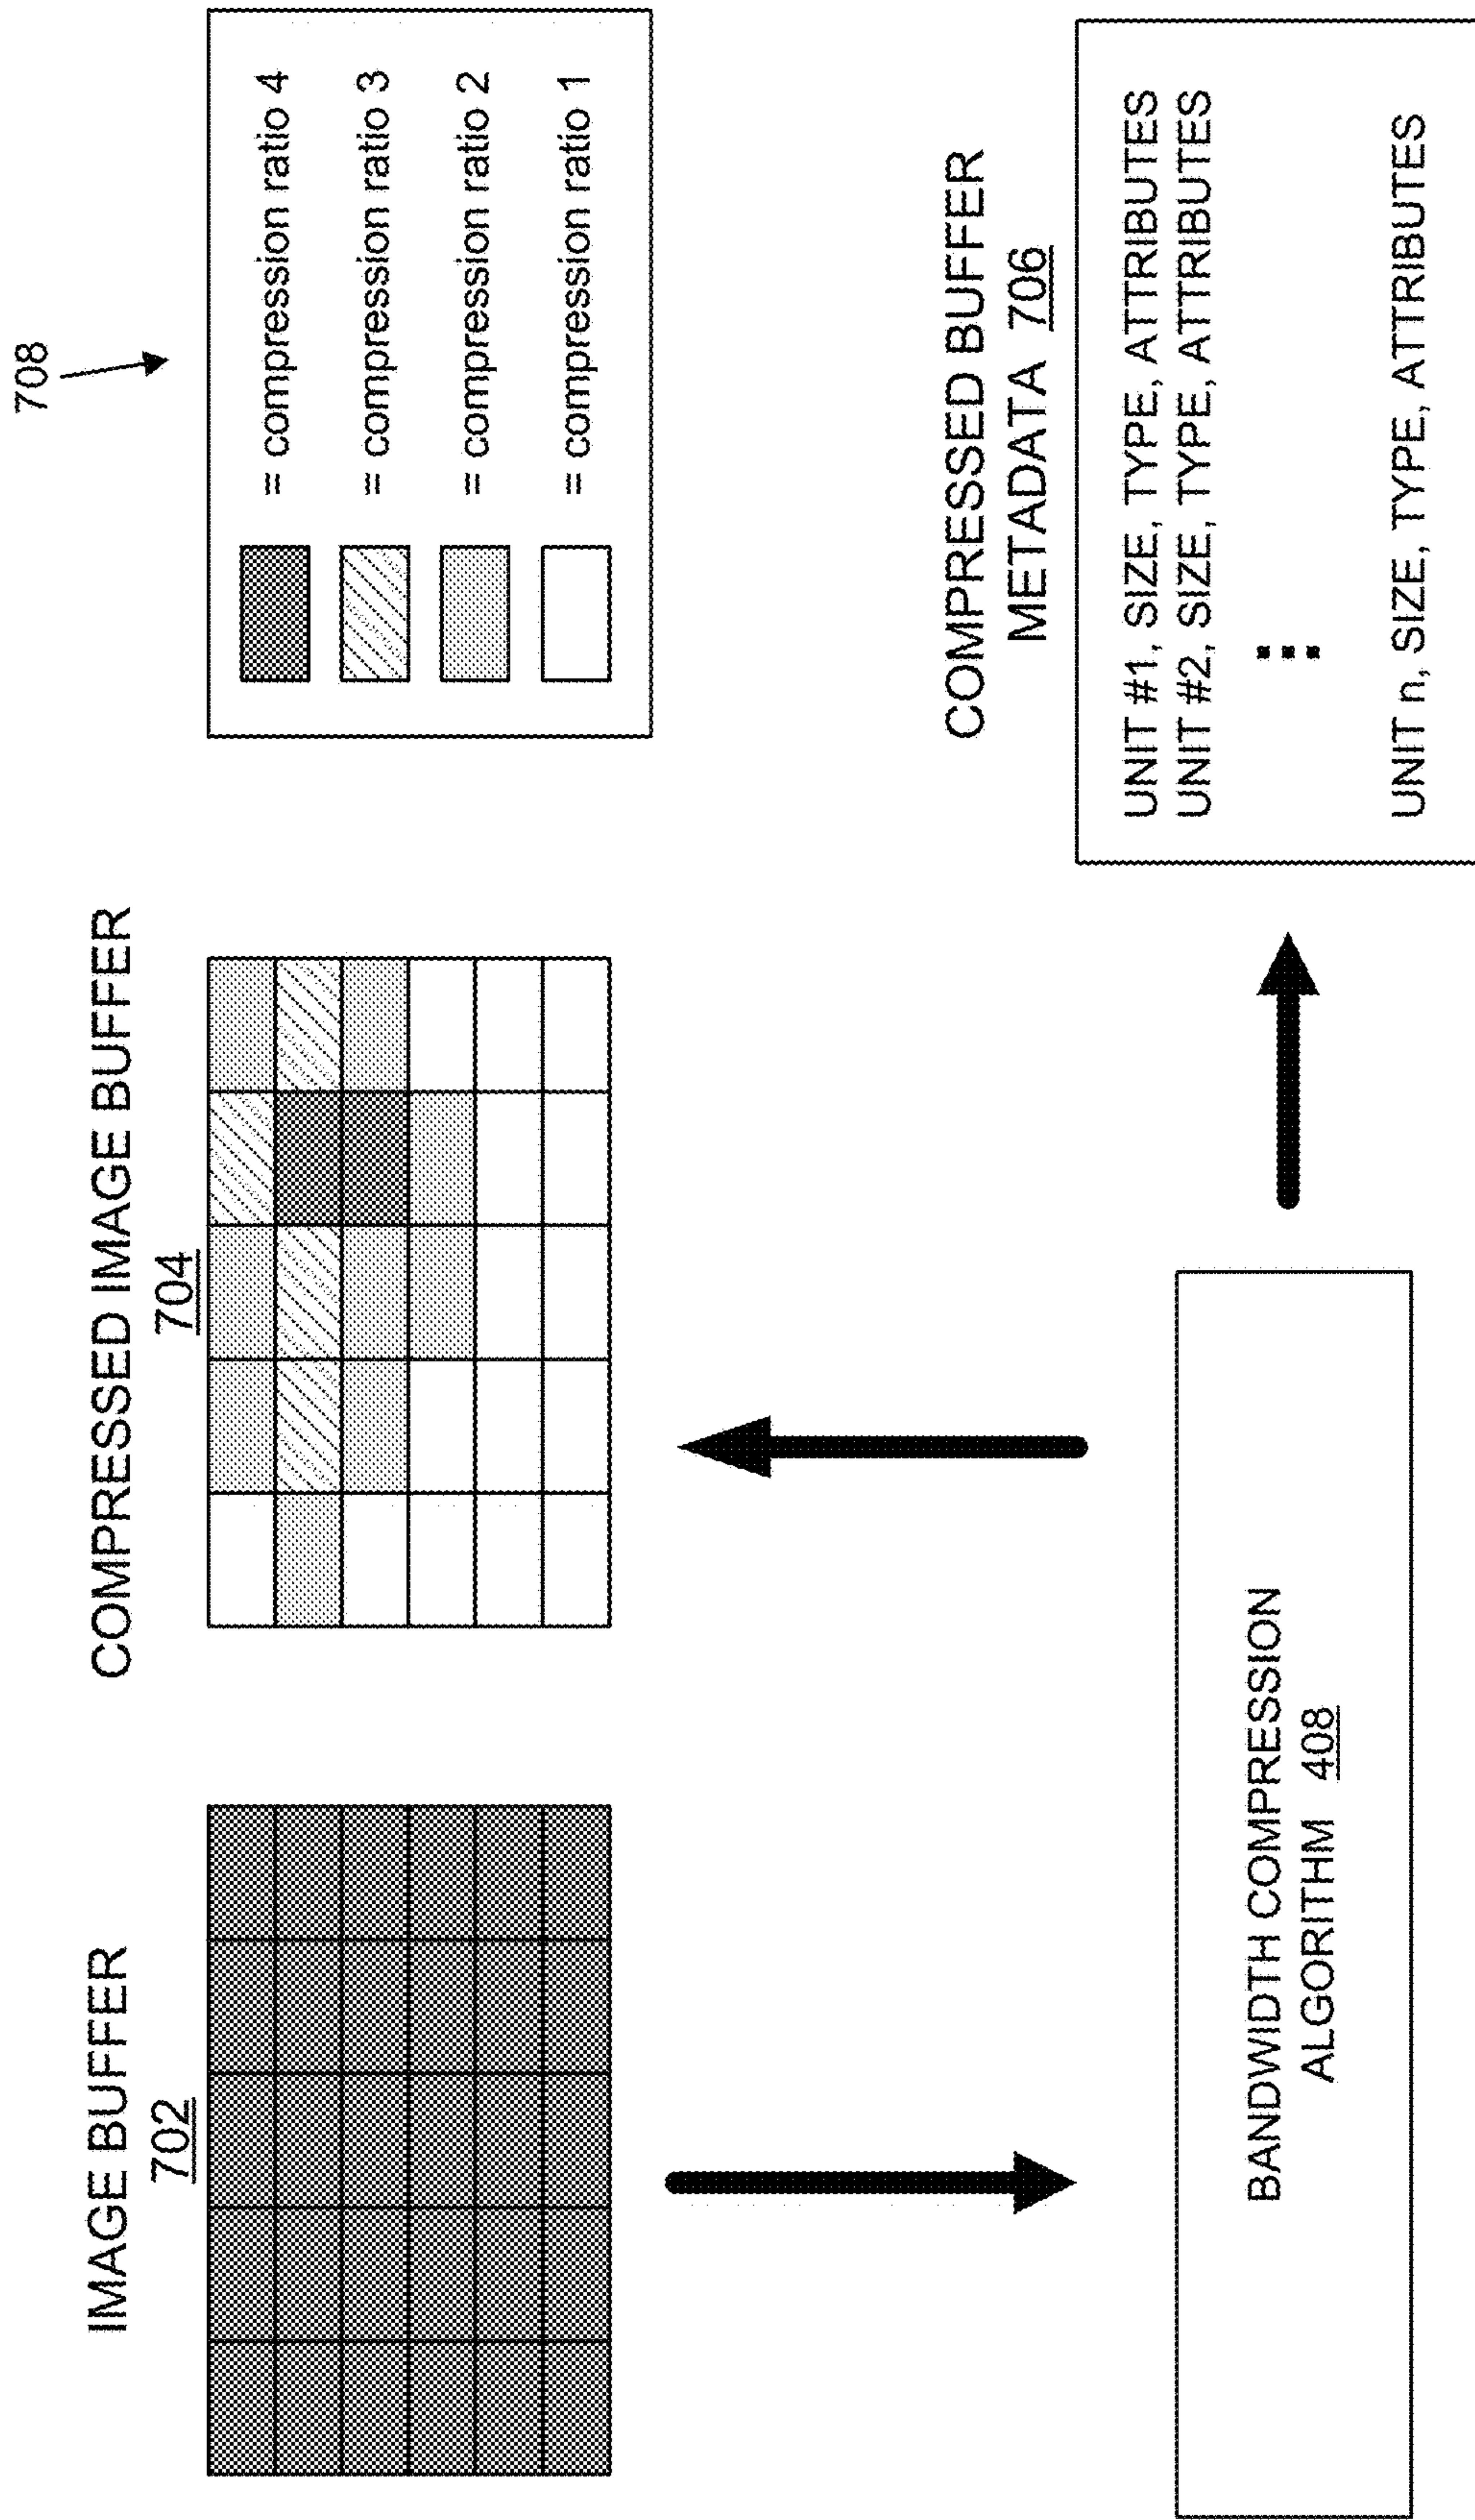 IMAGE BUFFER
702
COMPRESSED IMAGE BUFFER
704
708
= compression ratio 4
= compression ratio 3
= compression ratio 2
= compression ratio 1
BANDWIDTH COMPRESSION
ALGORITHM 408
COMPRESSED BUFFER
METADATA 706
UNIT #1, SIZE, TYPE, ATTRIBUTES
UNIT #2, SIZE, TYPE, ATTRIBUTES
UNIT n, SIZE, TYPE, ATTRIBUTES